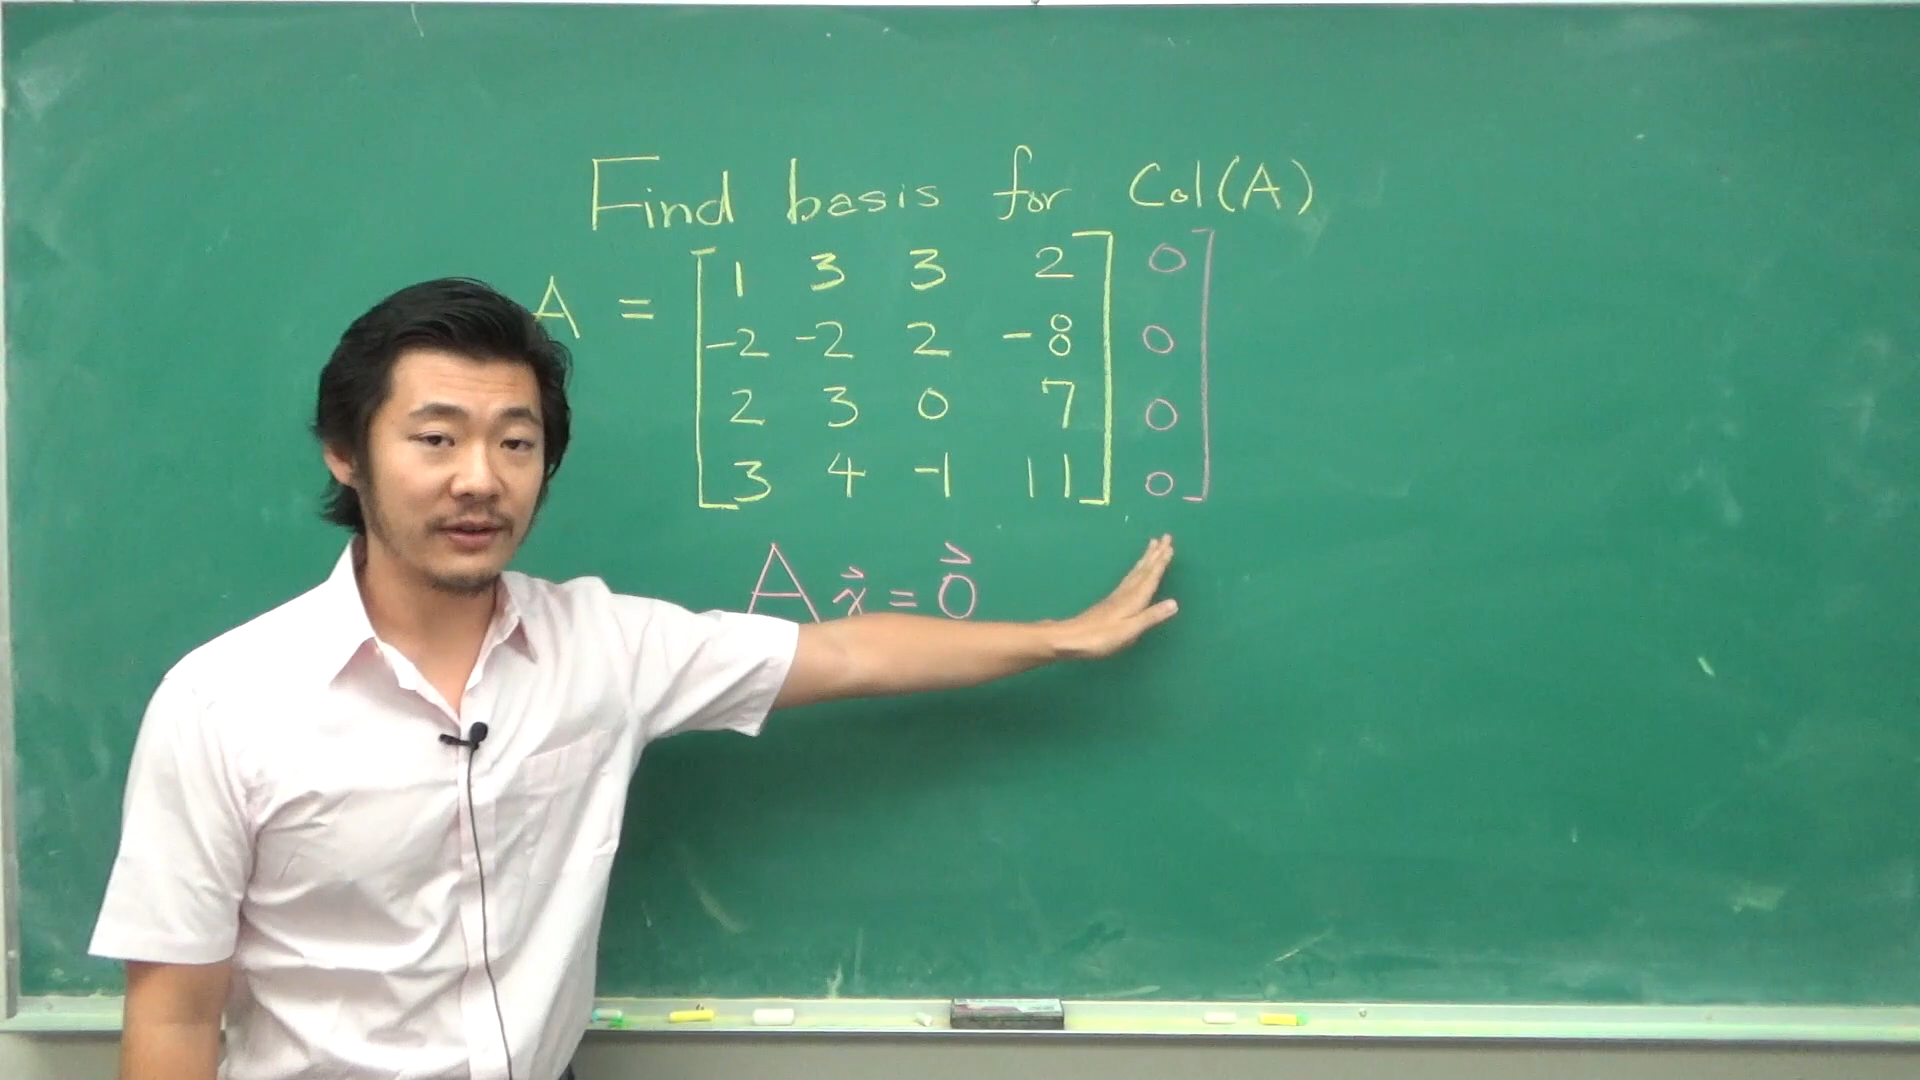 Find basis for Col(A)
A = [ 1 3 3 2 ] 0 ]
-2 -2 2 -8 0
2 3 0 7 0
3 4 -1 11 0
A x⃗ = 0⃗